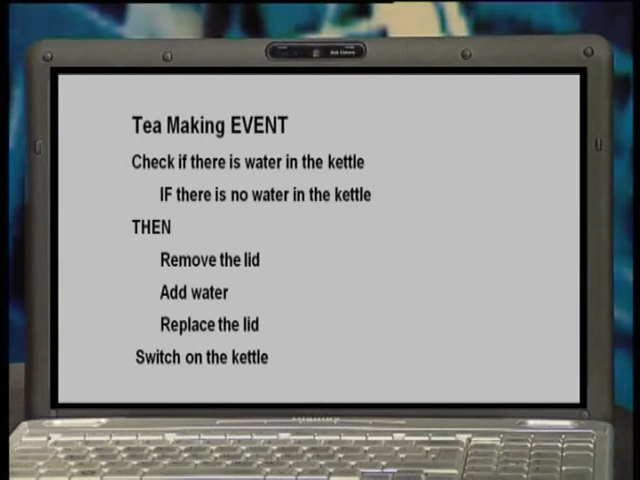 Tea Making EVENT
Check if there is water in the kettle
IF there is no water in the kettle
THEN
Remove the lid
Add water
Replace the lid
Switch on the kettle